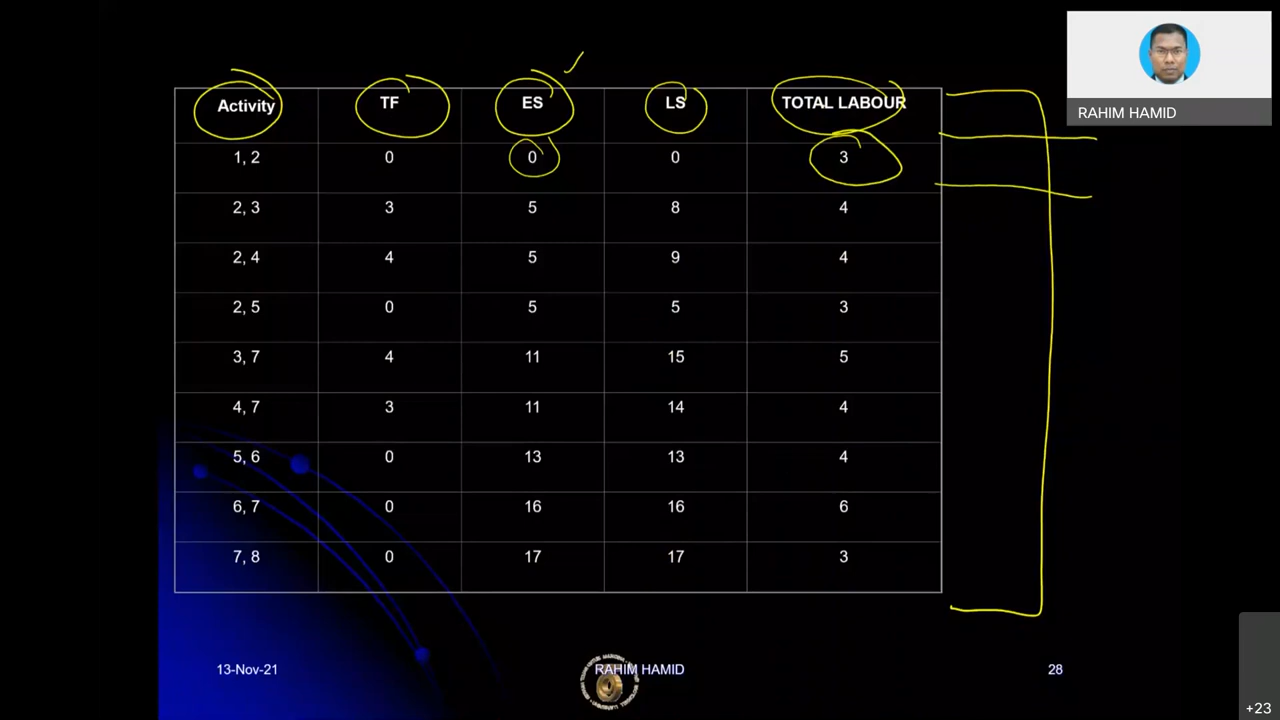 RAHIM HAMID
Activity TF ES LS TOTAL LABOUR
1, 2 0 0 0 3
2, 3 3 5 8 4
2, 4 4 5 9 4
2, 5 0 5 5 3
3, 7 4 11 15 5
4, 7 3 11 14 4
5, 6 0 13 13 4
6, 7 0 16 16 6
7, 8 0 17 17 3
13-Nov-21 RAHIM HAMID 28
+23